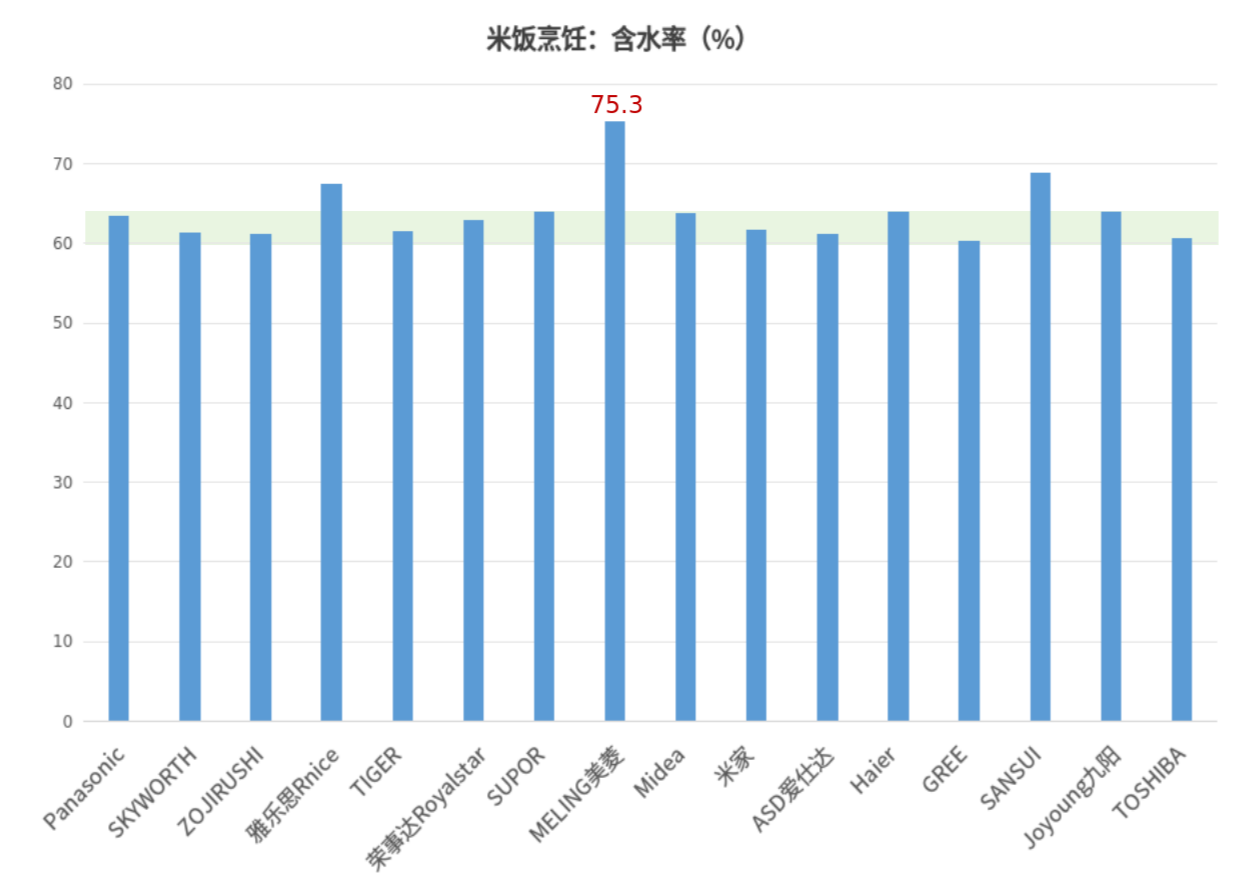 米饭烹饪：含水率（%）
80
75.3
70
60
50
40
30
20
10
0
Panasonic
SKYWORTH
ZOJIRUSHI
雅乐思Rnice
TIGER
荣事达Royalstar
SUPOR
MELING美菱
Midea
米家
ASD爱仕达
Haier
GREE
SANSUI
Joyoung九阳
TOSHIBA